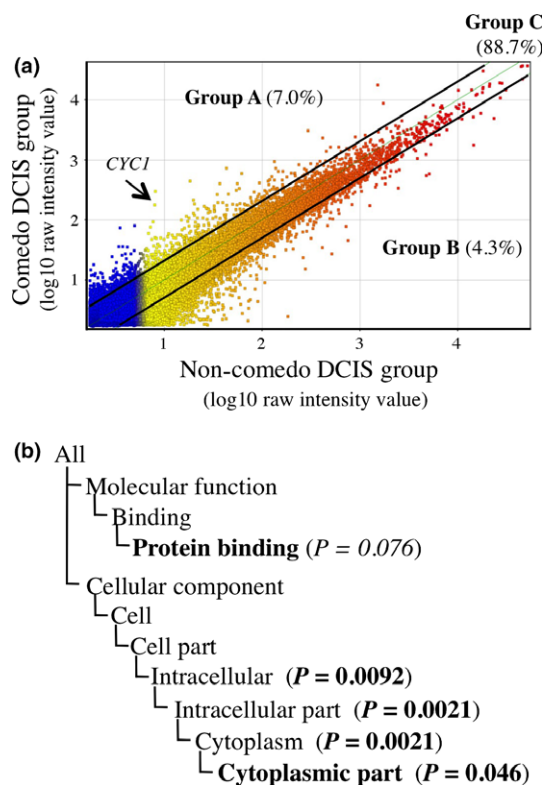 Group C
(88.7%)
(a)
Group A (7.0%)
CYC1
Group B (4.3%)
Comedo DCIS group
(log10 raw intensity value)
4
3
2
1
1
2
3
4
Non-comedo DCIS group
(log10 raw intensity value)
(b)
All
Molecular function
Binding
Protein binding (P = 0.076)
Cellular component
Cell
Cell part
Intracellular (P = 0.0092)
Intracellular part (P = 0.0021)
Cytoplasm (P = 0.0021)
Cytoplasmic part (P = 0.046)